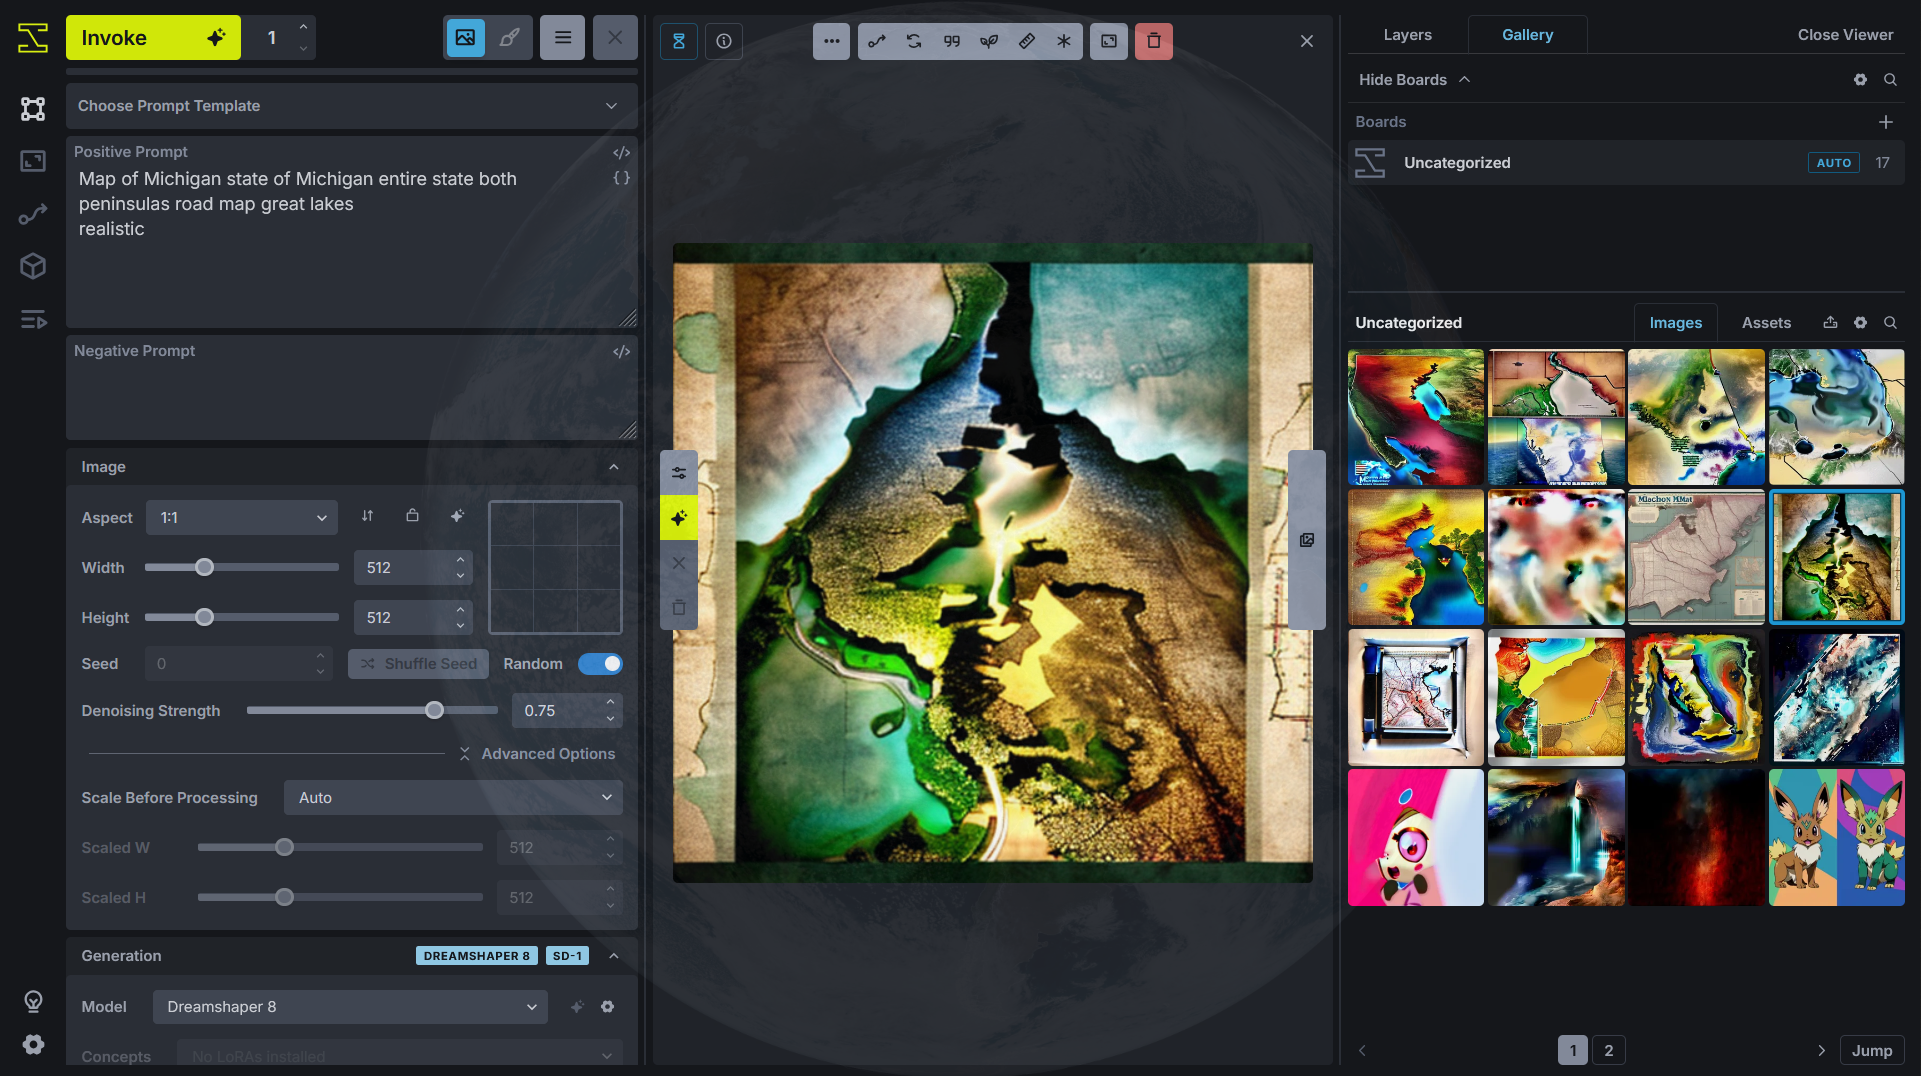 Invoke
1
Choose Prompt Template
Positive Prompt
Map of Michigan state of Michigan entire state both
peninsulas road map great lakes
realistic
Negative Prompt
Image
Aspect
1:1
Width
512
Height
512
Seed
0
Shuffle Seed
Random
Denoising Strength
0.75
Advanced Options
Scale Before Processing
Auto
Scaled W
512
Scaled H
512
Generation
DREAMSHAPER 8
SD-1
Model
Dreamshaper 8
Concepts
No LoRAs installed
Layers
Gallery
Close Viewer
Hide Boards
Boards
Uncategorized
AUTO
17
Uncategorized
Images
Assets
Miachon MMat
1
2
Jump